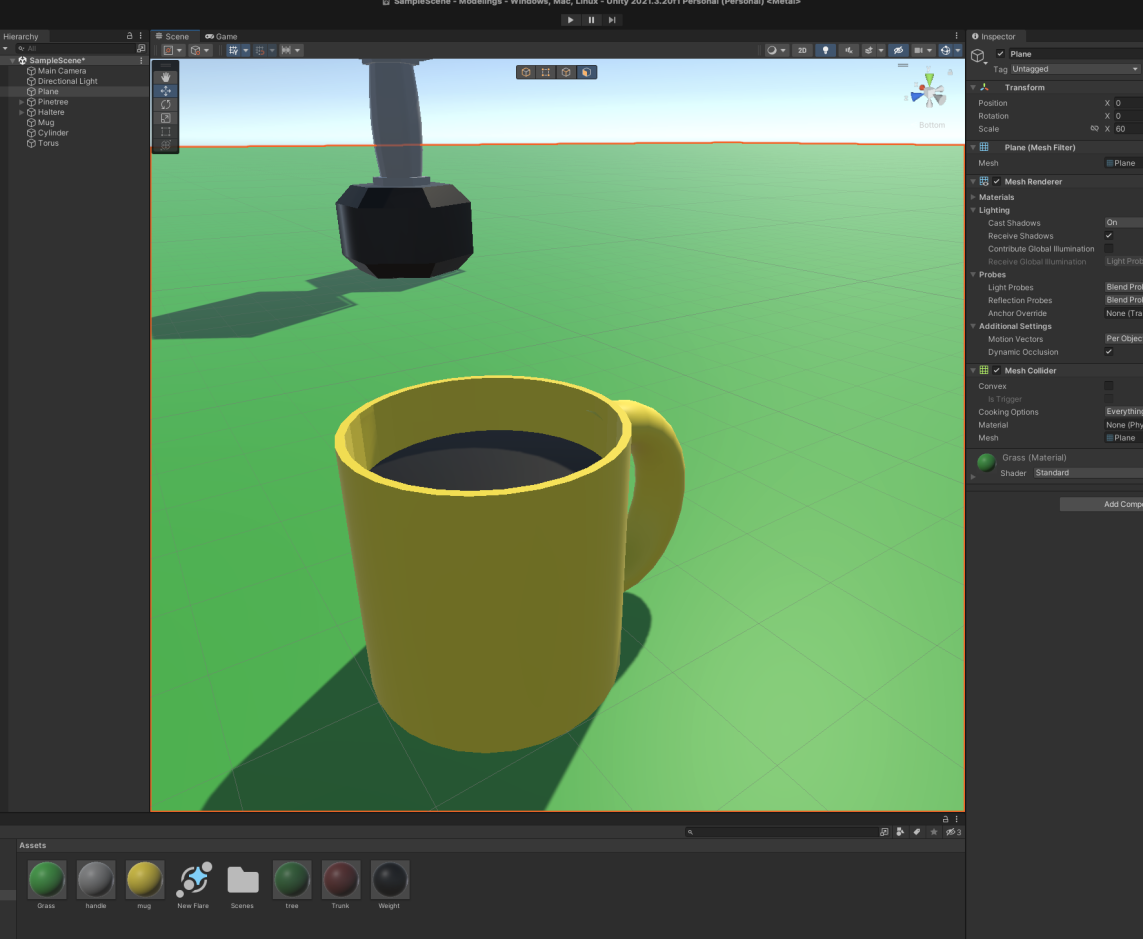 SampleScene - Modelings - Windows, Mac, Linux - Unity 2021.3.20f1 Personal (Personal) <Metal>
Hierarchy
All
SampleScene*
Main Camera
Directional Light
Plane
Pinetree
Haltere
Mug
Cylinder
Torus
Scene Game
2D
Bottom
Inspector
Plane
Tag Untagged
Transform
Position X 0
Rotation X 0
Scale X 60
Plane (Mesh Filter)
Mesh Plane
Mesh Renderer
Materials
Lighting
Cast Shadows On
Receive Shadows
Contribute Global Illumination
Receive Global Illumination Light Prob
Probes
Light Probes Blend Prob
Reflection Probes Blend Prob
Anchor Override None (Tra
Additional Settings
Motion Vectors Per Objec
Dynamic Occlusion
Mesh Collider
Convex
Is Trigger
Cooking Options Everything
Material None (Phy
Mesh Plane
Grass (Material)
Shader Standard
Add Compo
3
Assets
Grass handle mug New Flare Scenes tree Trunk Weight